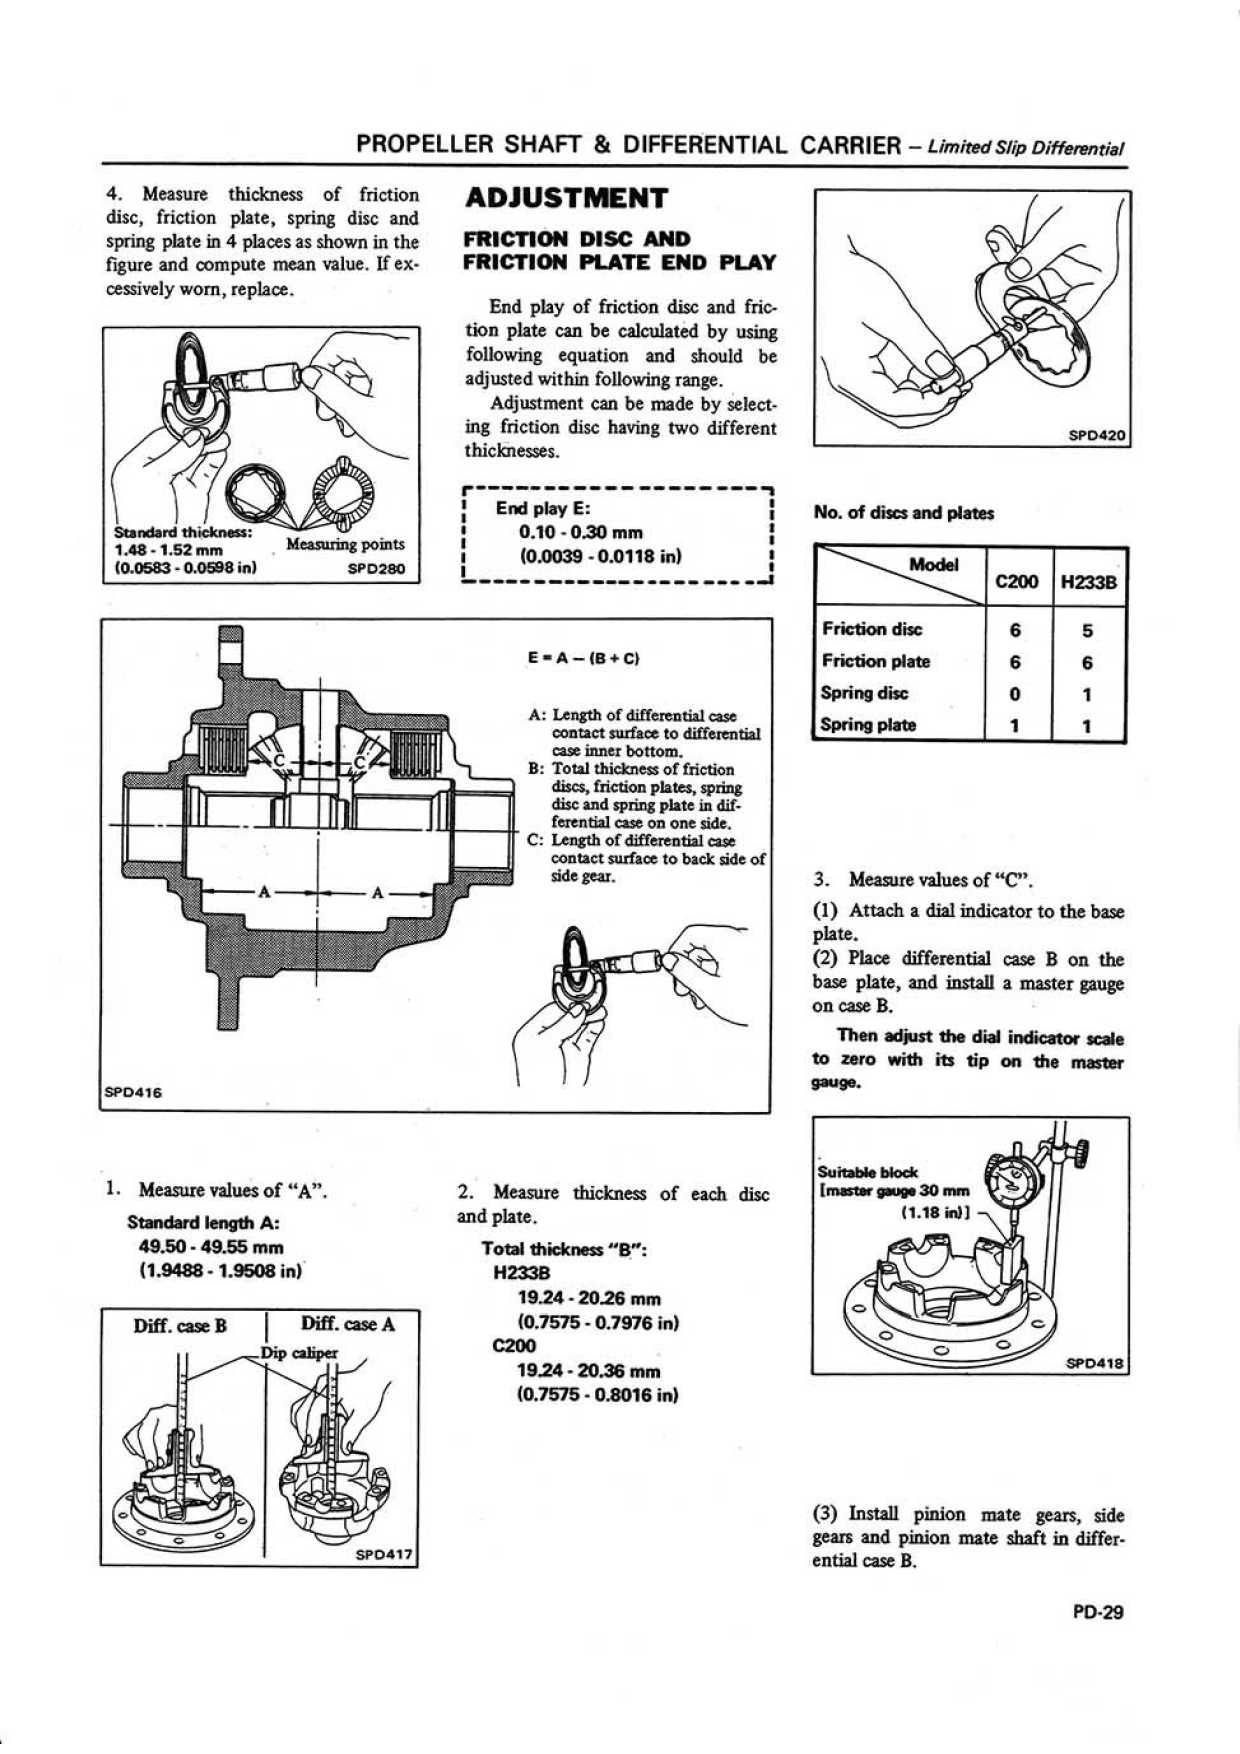 PROPELLER SHAFT & DIFFERENTIAL CARRIER – Limited Slip Differential
4. Measure thickness of friction
disc, friction plate, spring disc and
spring plate in 4 places as shown in the
figure and compute mean value. If ex-
cessively worn, replace.
Standard thickness:
1.48 - 1.52 mm
(0.0583 - 0.0598 in)
Measuring points
SPD280
ADJUSTMENT
FRICTION DISC AND
FRICTION PLATE END PLAY
End play of friction disc and fric-
tion plate can be calculated by using
following equation and should be
adjusted within following range.
Adjustment can be made by select-
ing friction disc having two different
thicknesses.
End play E:
0.10 - 0.30 mm
(0.0039 - 0.0118 in)
SPD420
No. of discs and plates
Model
C200 H233B
Friction disc 6 5
Friction plate 6 6
Spring disc 0 1
Spring plate 1 1
E = A – (B + C)
A: Length of differential case
contact surface to differential
case inner bottom.
B: Total thickness of friction
discs, friction plates, spring
disc and spring plate in dif-
ferential case on one side.
C: Length of differential case
contact surface to back side of
side gear.
C C
A A
SPD416
1. Measure values of “A”.
Standard length A:
49.50 - 49.55 mm
(1.9488 - 1.9508 in)
Diff. case B Diff. case A
Dip caliper
SPD417
2. Measure thickness of each disc
and plate.
Total thickness “B”:
H233B
19.24 - 20.26 mm
(0.7575 - 0.7976 in)
C200
19.24 - 20.36 mm
(0.7575 - 0.8016 in)
3. Measure values of “C”.
(1) Attach a dial indicator to the base
plate.
(2) Place differential case B on the
base plate, and install a master gauge
on case B.
Then adjust the dial indicator scale
to zero with its tip on the master
gauge.
Suitable block
[master gauge 30 mm
(1.18 in)]
SPD418
(3) Install pinion mate gears, side
gears and pinion mate shaft in differ-
ential case B.
PD-29